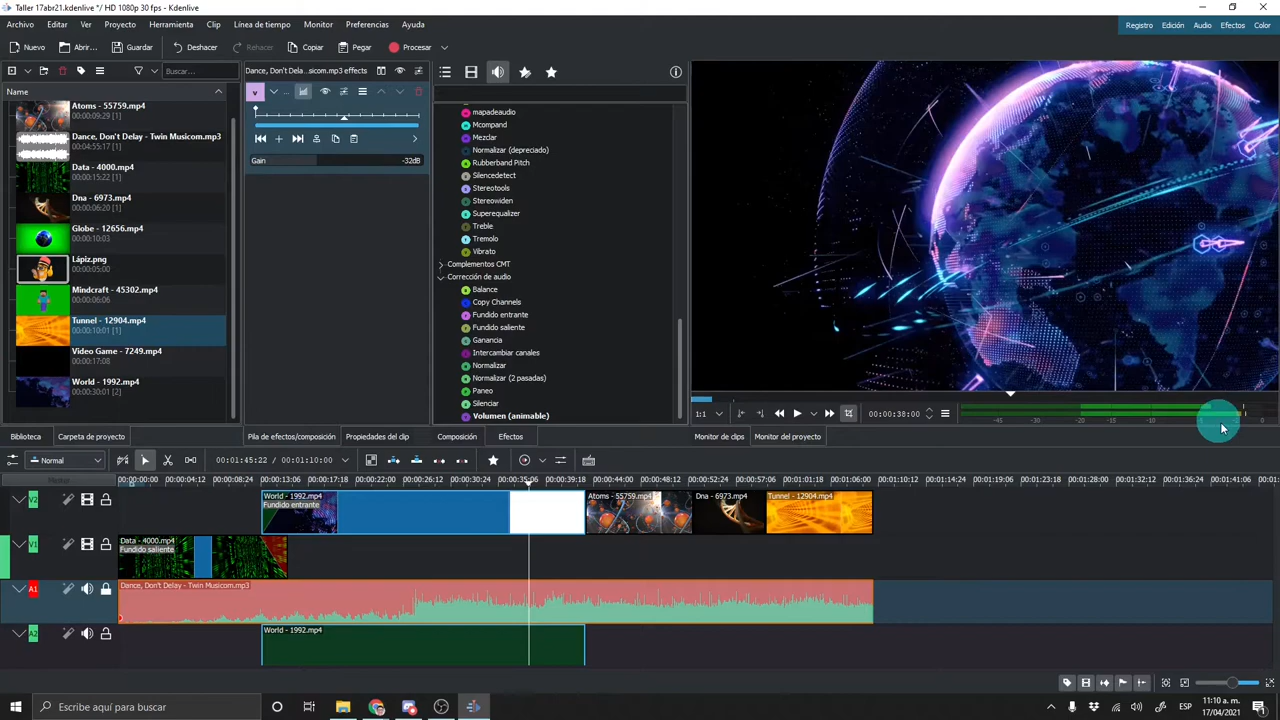 Taller 17abr21.kdenlive */ HD 1080p 30 fps - Kdenlive
Archivo Editar Ver Proyecto Herramienta Clip Línea de tiempo Monitor Preferencias Ayuda
Registro Edición Audio Efectos Color
Nuevo Abrir... Guardar Deshacer Rehacer Copiar Pegar Procesar
Buscar...
Dance, Don't Dela ..sicom.mp3 effects
Name
Atoms - 55759.mp4
00:00:09:29 [1]
Dance, Don't Delay - Twin Musicom.mp3
00:04:55:17 [1]
Data - 4000.mp4
00:00:15:22 [1]
Dna - 6973.mp4
00:00:06:20 [1]
Globe - 12656.mp4
00:00:10:03
Lápiz.png
00:00:05:00
Mindcraft - 45302.mp4
00:00:06:06
Tunnel - 12904.mp4
00:00:10:01 [1]
Video Game - 7249.mp4
00:00:17:08
World - 1992.mp4
00:00:30:01 [2]
v ...
Gain -32dB
mapadeaudio
Mcompand
Mezclar
Normalizar (depreciado)
Rubberband Pitch
Silencedetect
Stereotools
Stereowiden
Superequalizer
Treble
Tremolo
Vibrato
Complementos CMT
Corrección de audio
Balance
Copy Channels
Fundido entrante
Fundido saliente
Ganancia
Intercambiar canales
Normalizar
Normalizar (2 pasadas)
Paneo
Silenciar
Volumen (animable)
1:1 00:00:38:00
-45 -30 -20 -15 -10 -5 -2 0
Biblioteca Carpeta de proyecto Pila de efectos/composición Propiedades del clip Composición Efectos Monitor de clips Monitor del proyecto
Normal 00:01:45:22 / 00:01:10:00
Master 00:00:00:00 00:00:04:12 00:00:08:24 00:00:13:06 00:00:17:18 00:00:22:00 00:00:26:12 00:00:30:24 00:00:35:06 00:00:39:18 00:00:44:00 00:00:48:12 00:00:52:24 00:00:57:06 00:01:01:18 00:01:06:00 00:01:10:12 00:01:14:24 00:01:19:06 00:01:23:18 00:01:28:00 00:01:32:12 00:01:36:24 00:01:41:06
V2
World - 1992.mp4
Fundido entrante
Atoms - 55759.mp4 Dna - 6973.mp4 Tunnel - 12904.mp4
V1
Data - 4000.mp4
Fundido saliente
A1
Dance, Don't Delay - Twin Musicom.mp3
A2
World - 1992.mp4
Escribe aquí para buscar
ESP
11:10 a. m.
17/04/2021